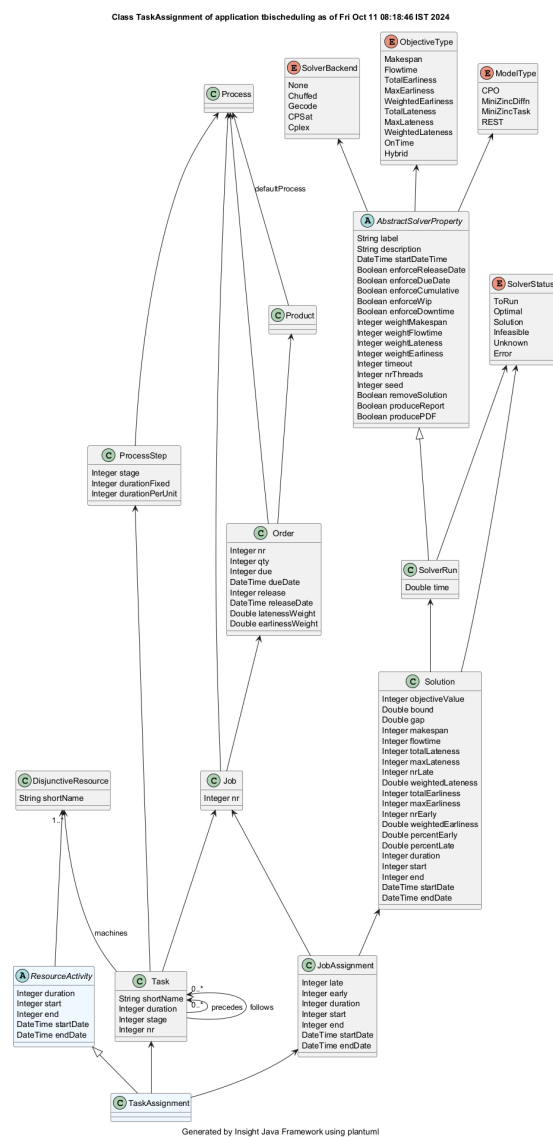 Class TaskAssignment of application tbischeduling as of Fri Oct 11 08:18:46 IST 2024
E ObjectiveType
Makespan
Flowtime
TotalEarliness
MaxEarliness
WeightedEarliness
TotalLateness
MaxLateness
WeightedLateness
OnTime
Hybrid
E SolverBackend
None
Chuffed
Gecode
CPSat
Cplex
E ModelType
CPO
MiniZincDiffn
MiniZincTask
REST
C Process
defaultProcess
A AbstractSolverProperty
String label
String description
DateTime startDateTime
Boolean enforceReleaseDate
Boolean enforceDueDate
Boolean enforceCumulative
Boolean enforceWip
Boolean enforceDowntime
Integer weightMakespan
Integer weightFlowtime
Integer weightLateness
Integer weightEarliness
Integer timeout
Integer nrThreads
Integer seed
Boolean removeSolution
Boolean produceReport
Boolean producePDF
E SolverStatus
ToRun
Optimal
Solution
Infeasible
Unknown
Error
C Product
C ProcessStep
Integer stage
Integer durationFixed
Integer durationPerUnit
C Order
Integer nr
Integer qty
Integer due
DateTime dueDate
Integer release
DateTime releaseDate
Double latenessWeight
Double earlinessWeight
C SolverRun
Double time
C Solution
Integer objectiveValue
Double bound
Double gap
Integer makespan
Integer flowtime
Integer totalLateness
Integer maxLateness
Integer nrLate
Double weightedLateness
Integer totalEarliness
Integer maxEarliness
Integer nrEarly
Double weightedEarliness
Double percentEarly
Double percentLate
Integer duration
Integer start
Integer end
DateTime startDate
DateTime endDate
C DisjunctiveResource
String shortName
1..*
C Job
Integer nr
machines
A ResourceActivity
Integer duration
Integer start
Integer end
DateTime startDate
DateTime endDate
C Task
String shortName
Integer duration
Integer stage
Integer nr
0..*
0..*
precedes
follows
C JobAssignment
Integer late
Integer early
Integer duration
Integer start
Integer end
DateTime startDate
DateTime endDate
C TaskAssignment
Generated by Insight Java Framework using plantuml